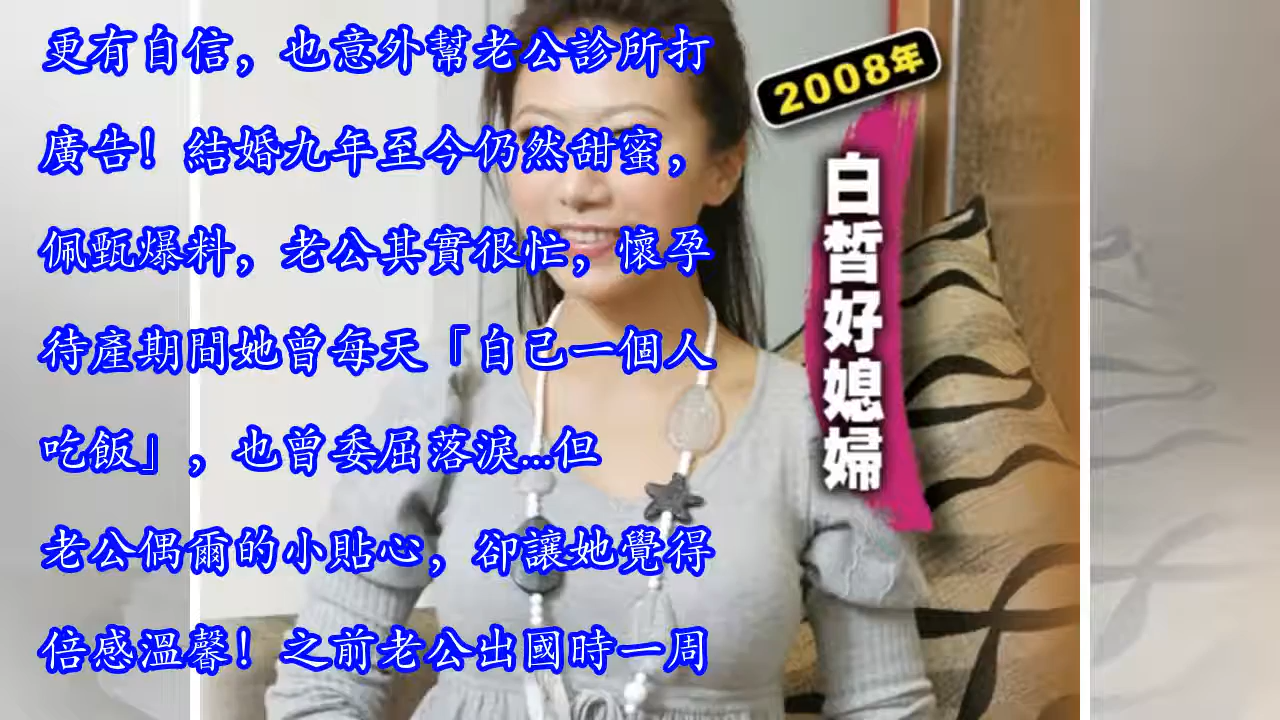 更有自信，也意外幫老公診所打
廣告！結婚九年至今仍然甜蜜，
佩甄爆料，老公其實很忙，懷孕
待產期間她曾每天「自己一個人
吃飯」，也曾委屈落淚...但
老公偶爾的小貼心，卻讓她覺得
倍感溫馨！之前老公出國時一周
2008年
白皙好媳婦